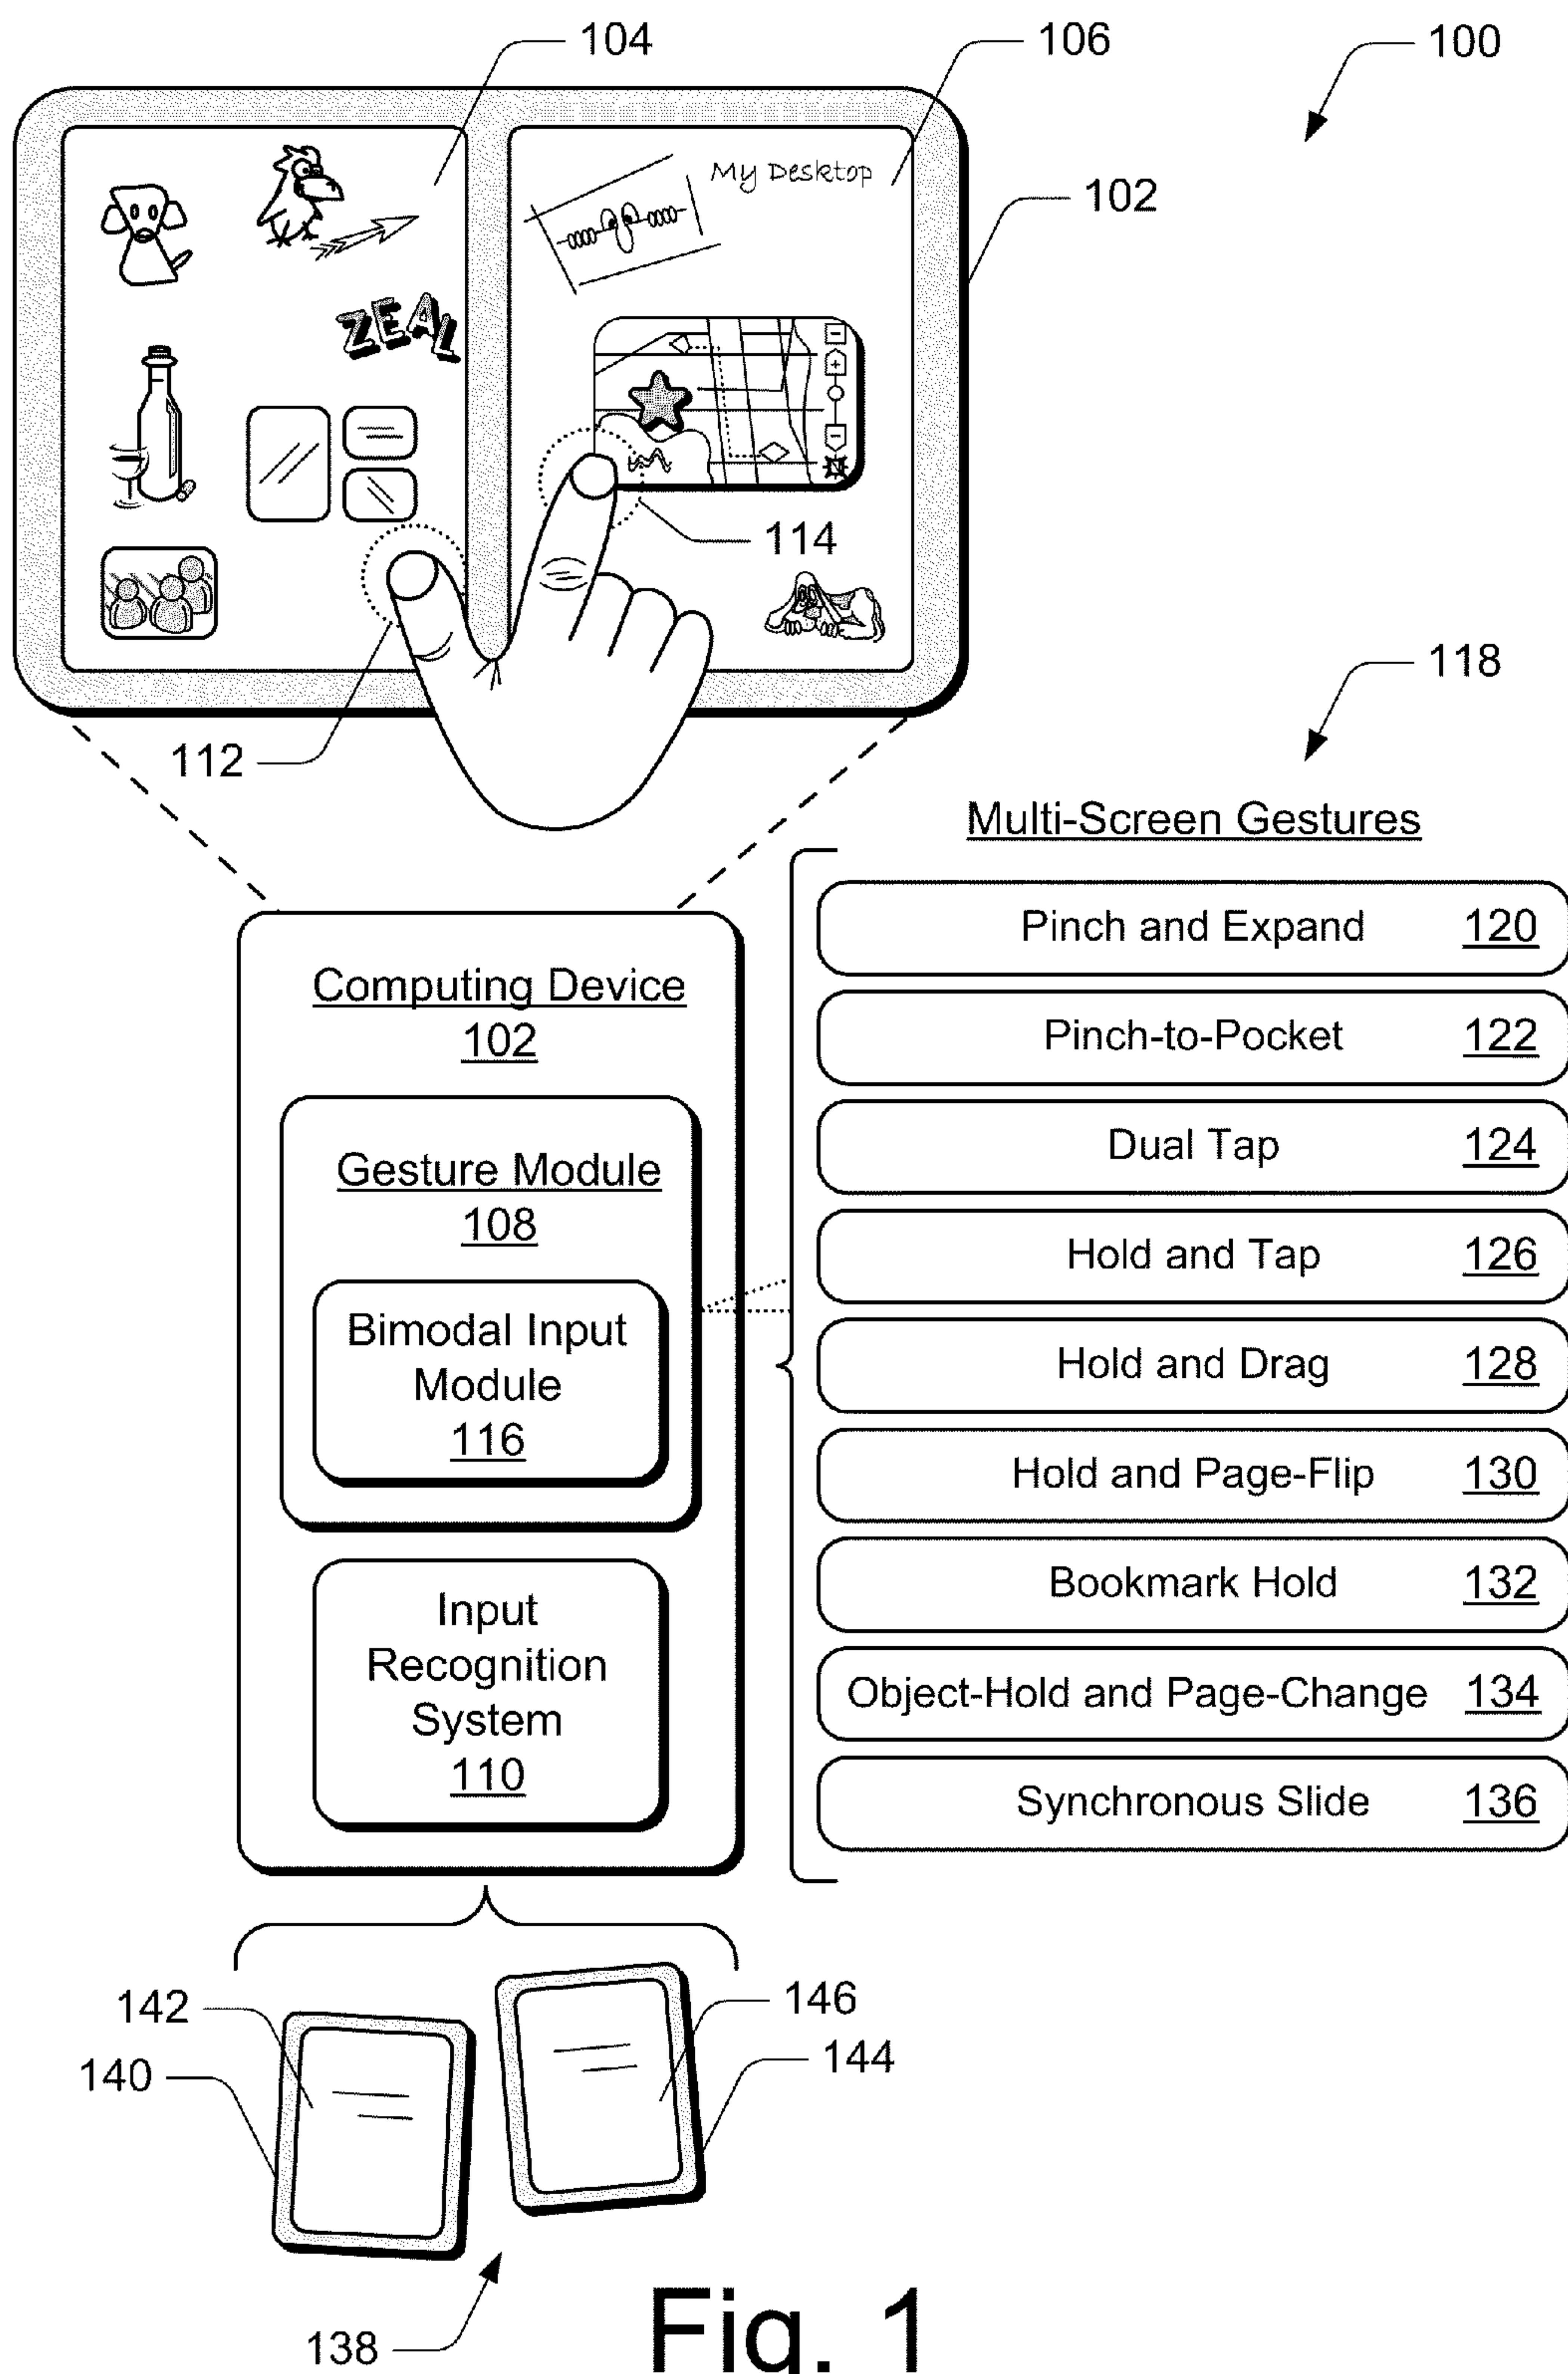 104
106
100
My Desktop
102
ZEAL
114
112
118
Multi-Screen Gestures
Pinch and Expand 120
Pinch-to-Pocket 122
Dual Tap 124
Hold and Tap 126
Hold and Drag 128
Hold and Page-Flip 130
Bookmark Hold 132
Object-Hold and Page-Change 134
Synchronous Slide 136
Computing Device
102
Gesture Module
108
Bimodal Input
Module
116
Input
Recognition
System
110
142
146
140
144
138
Fig. 1